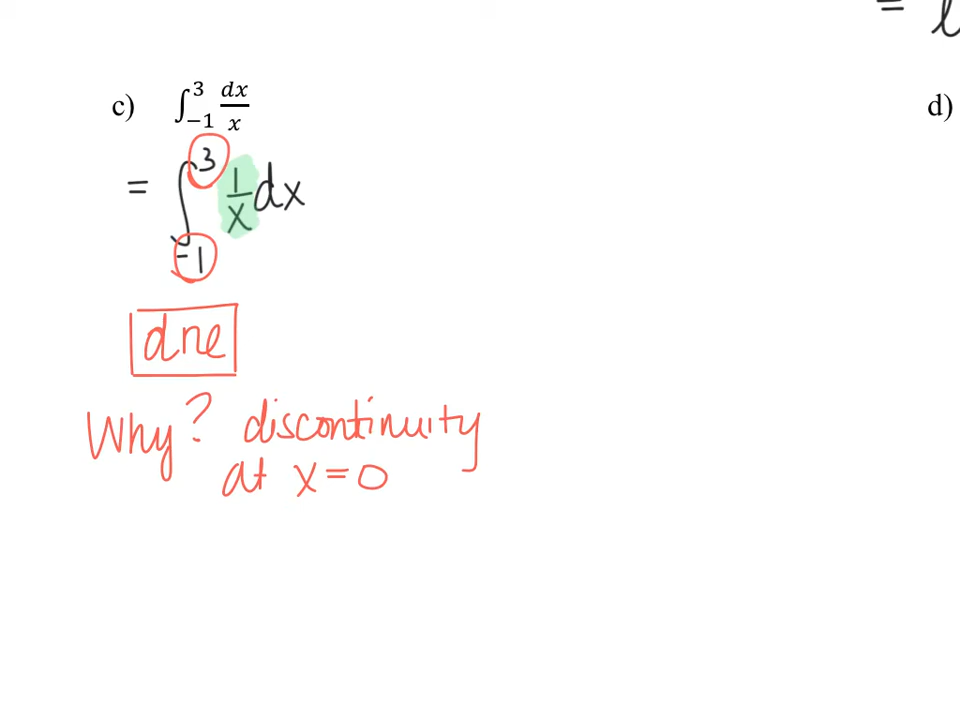 = l
c) ∫_{-1}^{3} dx/x
d)
= ∫_{-1}^{3} 1/x dx
dne
Why? discontinuity
at x=0